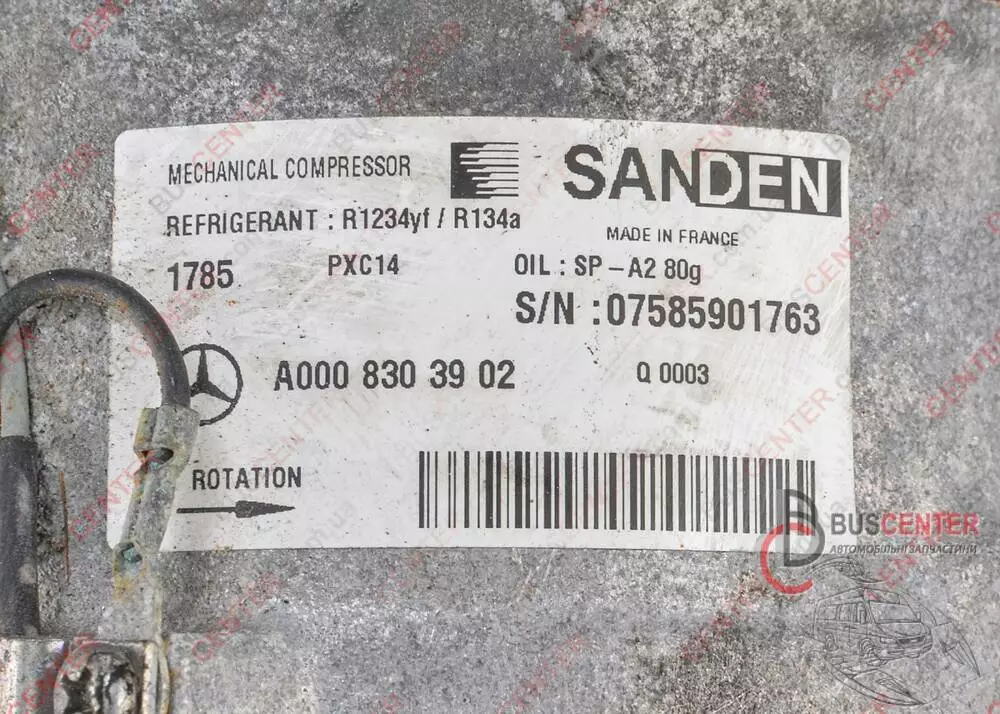 MECHANICAL COMPRESSOR
SANDEN
REFRIGERANT : R1234yf / R134a
MADE IN FRANCE
1785 PXC14 OIL : SP – A2 80g
S/N : 07585901763
A000 830 39 02 Q 0003
ROTATION
BUSCENTER
АВТОМОБІЛЬНІ ЗАПЧАСТИНИ